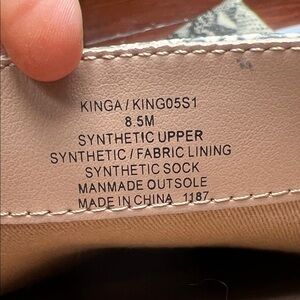 KINGA / KING05S1
8.5M
SYNTHETIC UPPER
SYNTHETIC / FABRIC LINING
SYNTHETIC SOCK
MANMADE OUTSOLE
MADE IN CHINA 1187